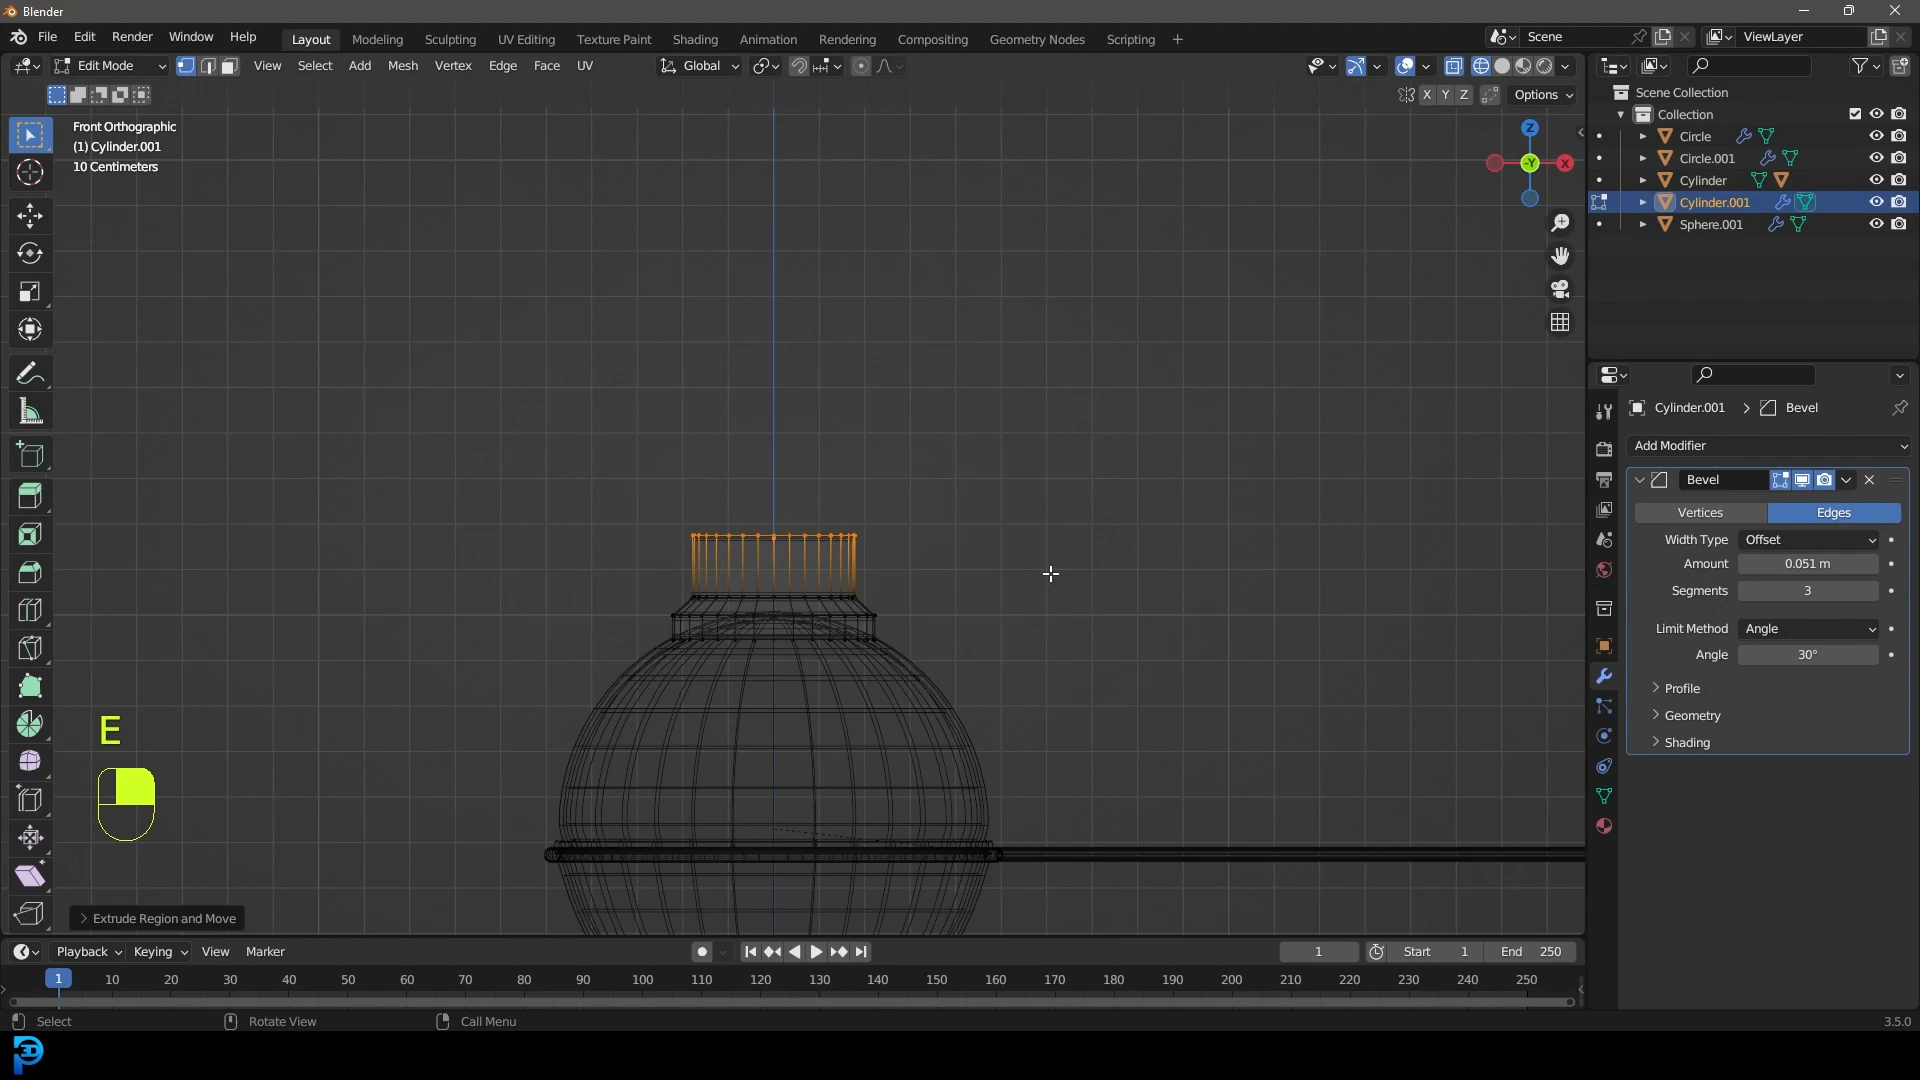 Blender
File Edit Render Window Help
Layout Modeling Sculpting UV Editing Texture Paint Shading Animation Rendering Compositing Geometry Nodes Scripting +
Scene
ViewLayer
Edit Mode View Select Add Mesh Vertex Edge Face UV
Global
X Y Z Options
Front Orthographic
(1) Cylinder.001
10 Centimeters
Z
-Y
X
Scene Collection
Collection
Circle
Circle.001
Cylinder
Cylinder.001
Sphere.001
Cylinder.001 > Bevel
Add Modifier
Bevel
Vertices Edges
Width Type Offset
Amount 0.051 m
Segments 3
Limit Method Angle
Angle 30°
Profile
Geometry
Shading
E
Extrude Region and Move
Playback Keying View Marker
1 Start 1 End 250
1 10 20 30 40 50 60 70 80 90 100 110 120 130 140 150 160 170 180 190 200 210 220 230 240 250
Select Rotate View Call Menu
3.5.0
P3D